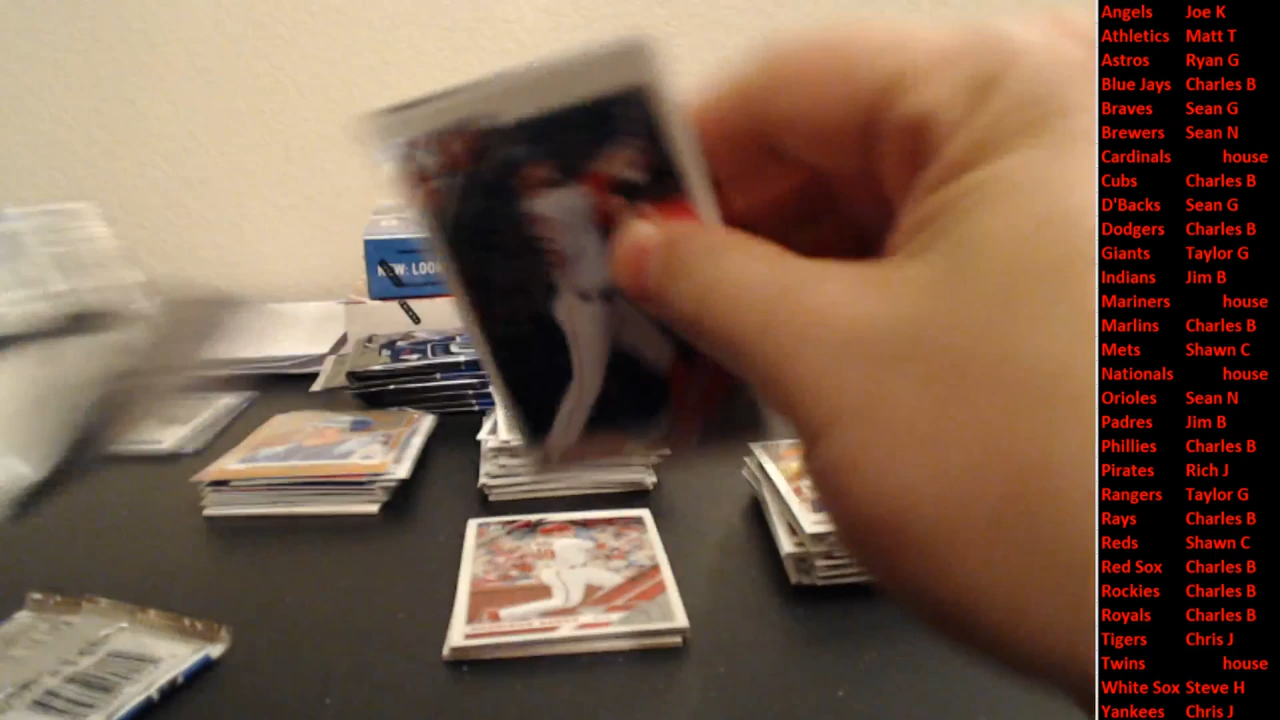 Angels Joe K
Athletics Matt T
Astros Ryan G
Blue Jays Charles B
Braves Sean G
Brewers Sean N
Cardinals house
Cubs Charles B
D'Backs Sean G
Dodgers Charles B
Giants Taylor G
Indians Jim B
Mariners house
Marlins Charles B
Mets Shawn C
Nationals house
Orioles Sean N
Padres Jim B
Phillies Charles B
Pirates Rich J
Rangers Taylor G
Rays Charles B
Reds Shawn C
Red Sox Charles B
Rockies Charles B
Royals Charles B
Tigers Chris J
Twins house
White Sox Steve H
Yankees Chris J